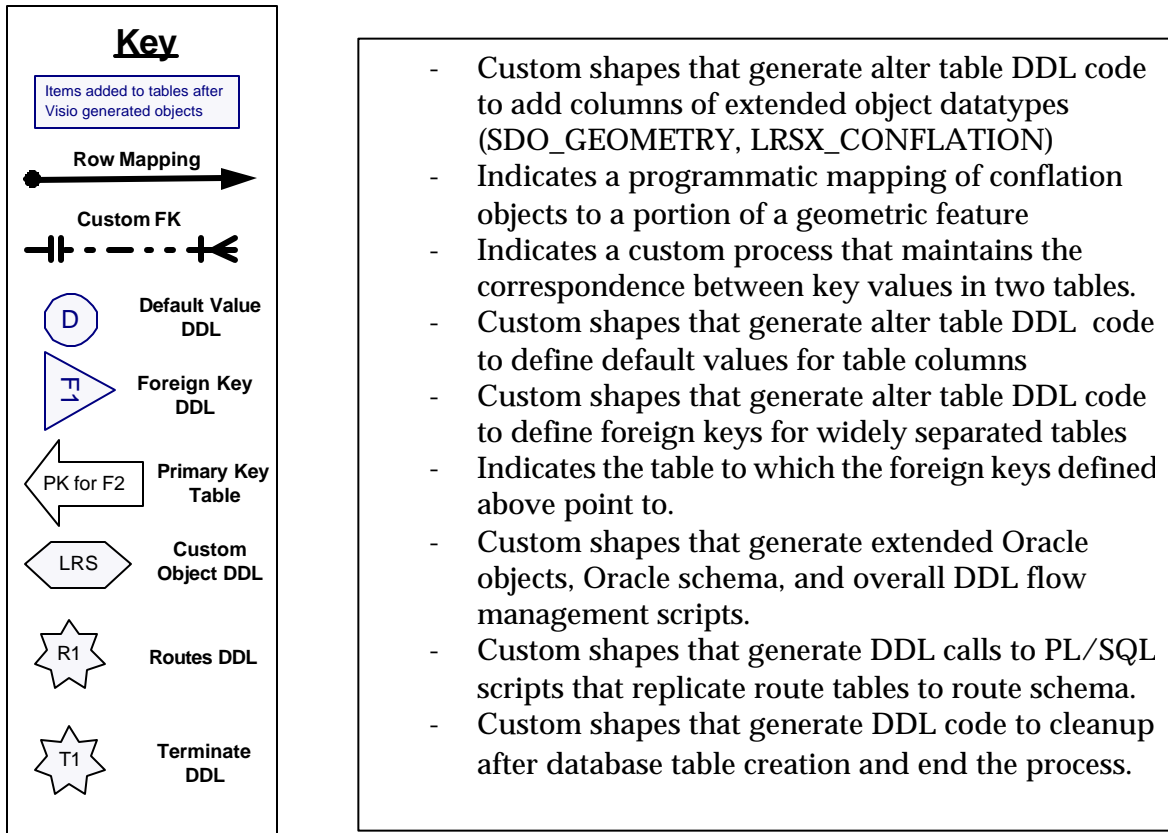 Key
Items added to tables after
Visio generated objects
Row Mapping
Custom FK
D
Default Value
DDL
F1
Foreign Key
DDL
PK for F2
Primary Key
Table
LRS
Custom
Object DDL
R1
Routes DDL
T1
Terminate
DDL
- Custom shapes that generate alter table DDL code
to add columns of extended object datatypes
(SDO_GEOMETRY, LRSX_CONFLATION)
- Indicates a programmatic mapping of conflation
objects to a portion of a geometric feature
- Indicates a custom process that maintains the
correspondence between key values in two tables.
- Custom shapes that generate alter table DDL code
to define default values for table columns
- Custom shapes that generate alter table DDL code
to define foreign keys for widely separated tables
- Indicates the table to which the foreign keys defined
above point to.
- Custom shapes that generate extended Oracle
objects, Oracle schema, and overall DDL flow
management scripts.
- Custom shapes that generate DDL calls to PL/SQL
scripts that replicate route tables to route schema.
- Custom shapes that generate DDL code to cleanup
after database table creation and end the process.